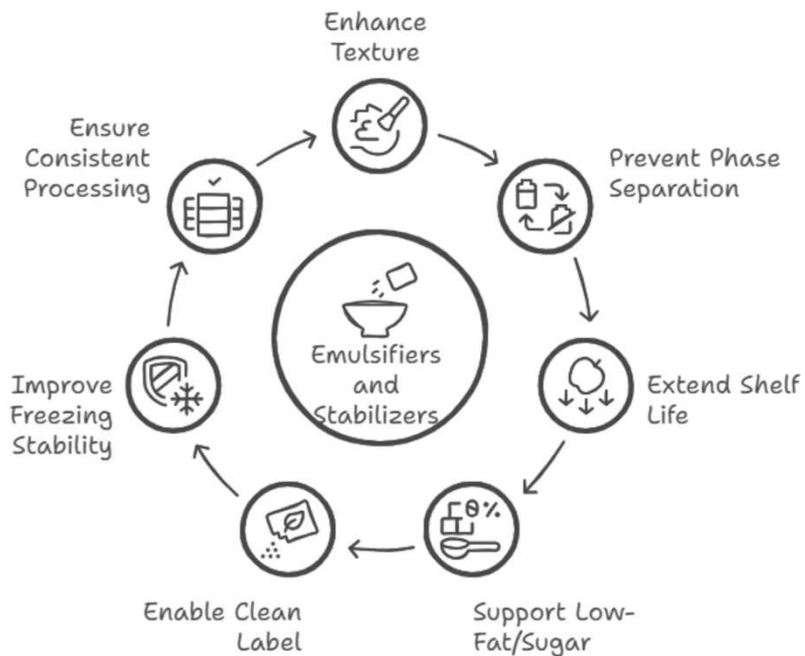 Enhance
Texture
Prevent Phase
Separation
Extend Shelf
Life
Support Low-
Fat/Sugar
Enable Clean
Label
Improve
Freezing
Stability
Ensure
Consistent
Processing
Emulsifiers
and
Stabilizers
0%